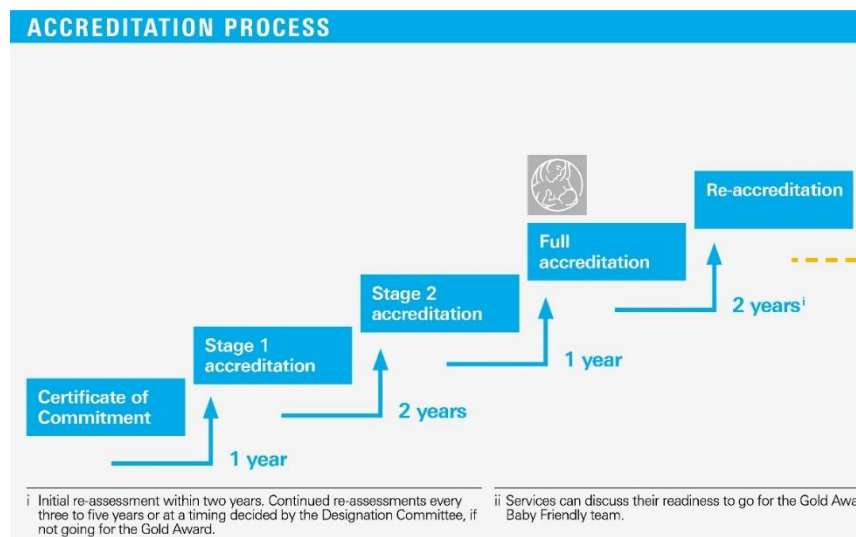 ACCREDITATION PROCESS
Re-accreditation
Full
accreditation
2 yearsⁱ
Stage 2
accreditation
1 year
Stage 1
accreditation
2 years
Certificate of
Commitment
1 year
i Initial re-assessment within two years. Continued re-assessments every
three to five years or at a timing decided by the Designation Committee, if
not going for the Gold Award.
ii Services can discuss their readiness to go for the Gold Awa
Baby Friendly team.